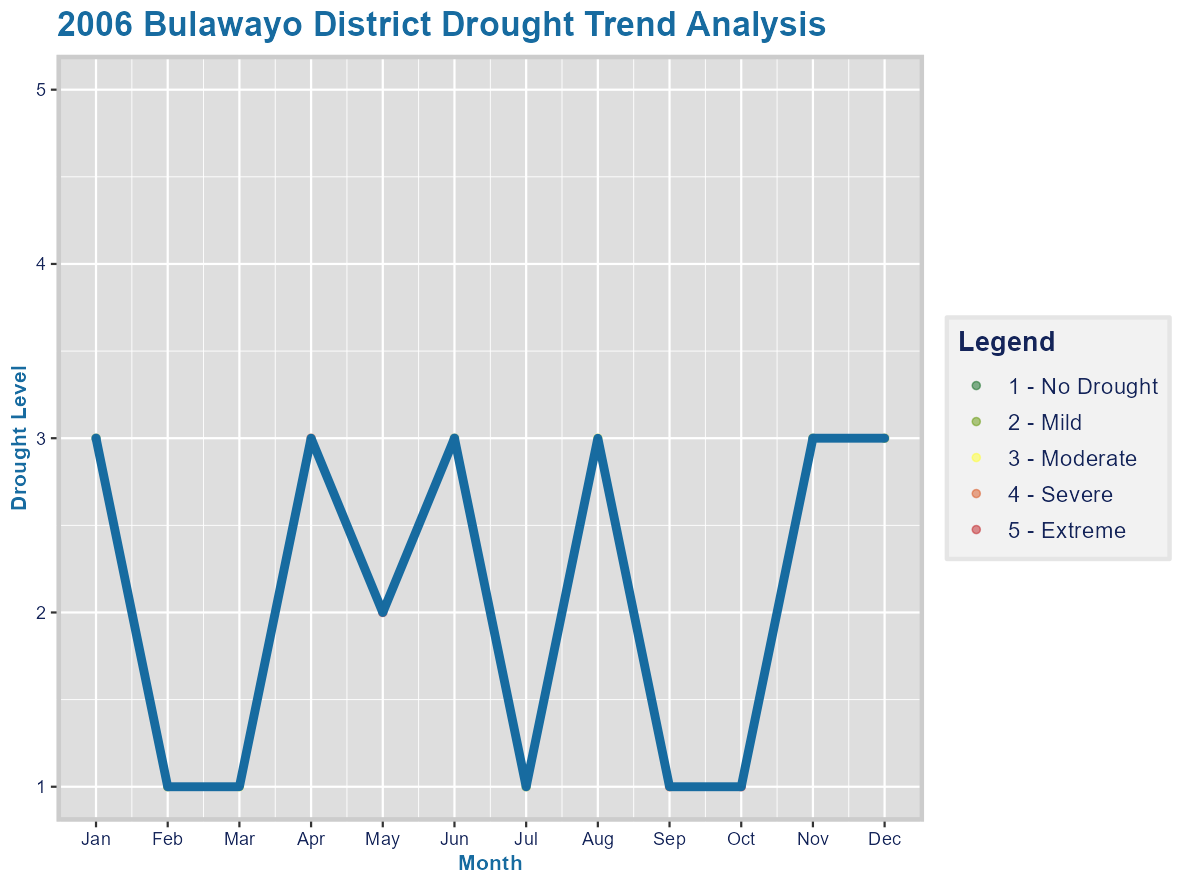 2006 Bulawayo District Drought Trend Analysis
5
4
3
2
1
Drought Level
Jan Feb Mar Apr May Jun Jul Aug Sep Oct Nov Dec
Month
Legend
1 - No Drought
2 - Mild
3 - Moderate
4 - Severe
5 - Extreme